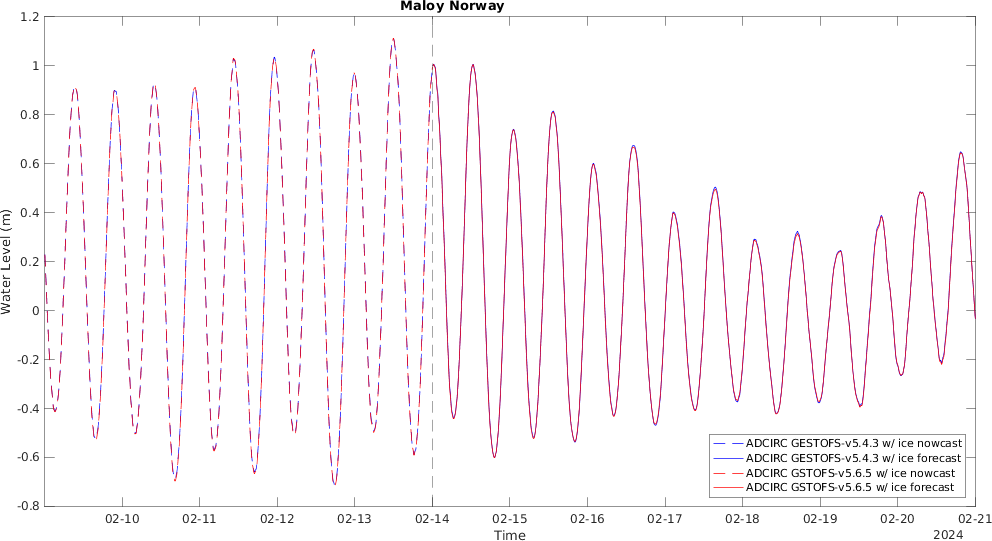 Maloy Norway
1.2
1
0.8
0.6
0.4
0.2
0
-0.2
-0.4
-0.6
-0.8
Water Level (m)
ADCIRC GESTOFS-v5.4.3 w/ ice nowcast
ADCIRC GESTOFS-v5.4.3 w/ ice forecast
ADCIRC GSTOFS-v5.6.5 w/ ice nowcast
ADCIRC GSTOFS-v5.6.5 w/ ice forecast
02-10 02-11 02-12 02-13 02-14 02-15 02-16 02-17 02-18 02-19 02-20 02-21
Time
2024